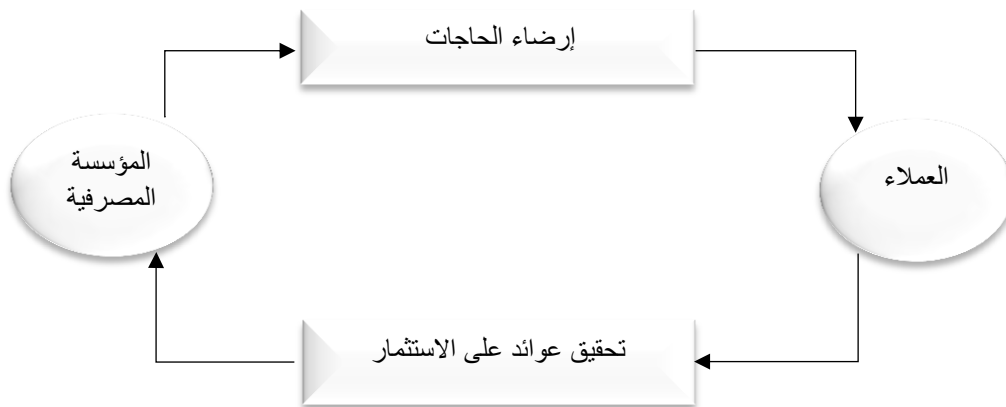 إرضاء الحاجات
المؤسسة
المصرفية
العملاء
تحقيق عوائد على الاستثمار